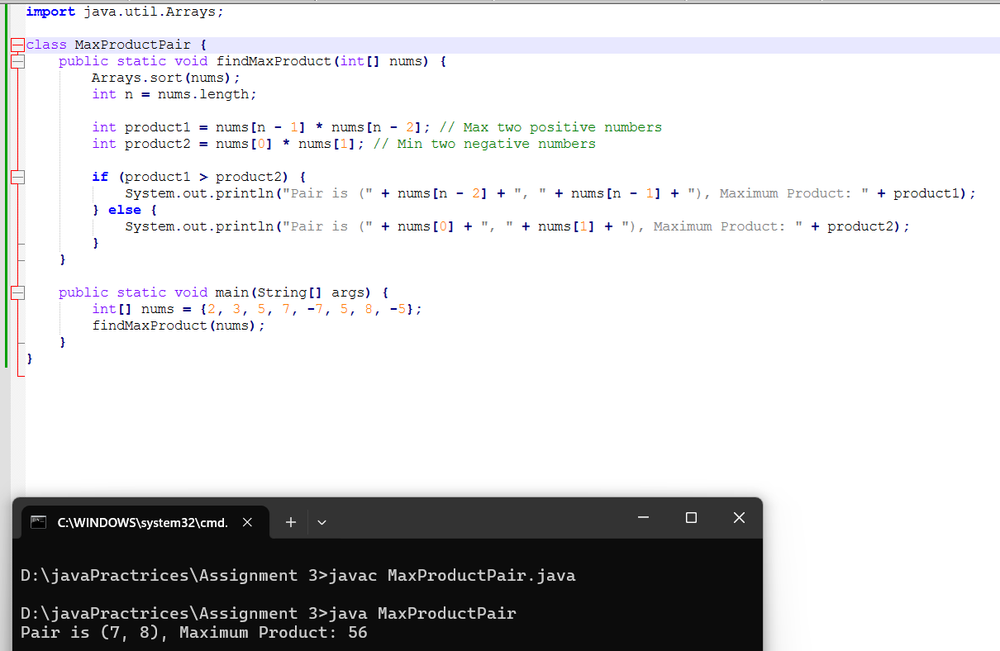 import java.util.Arrays;
class MaxProductPair {
public static void findMaxProduct(int[] nums) {
Arrays.sort(nums);
int n = nums.length;
int product1 = nums[n - 1] * nums[n - 2]; // Max two positive numbers
int product2 = nums[0] * nums[1]; // Min two negative numbers
if (product1 > product2) {
System.out.println("Pair is (" + nums[n - 2] + ", " + nums[n - 1] + "), Maximum Product: " + product1);
} else {
System.out.println("Pair is (" + nums[0] + ", " + nums[1] + "), Maximum Product: " + product2);
}
}
public static void main(String[] args) {
int[] nums = {2, 3, 5, 7, -7, 5, 8, -5};
findMaxProduct(nums);
}
}
C:\WINDOWS\system32\cmd.
D:\javaPractrices\Assignment 3>javac MaxProductPair.java
D:\javaPractrices\Assignment 3>java MaxProductPair
Pair is (7, 8), Maximum Product: 56